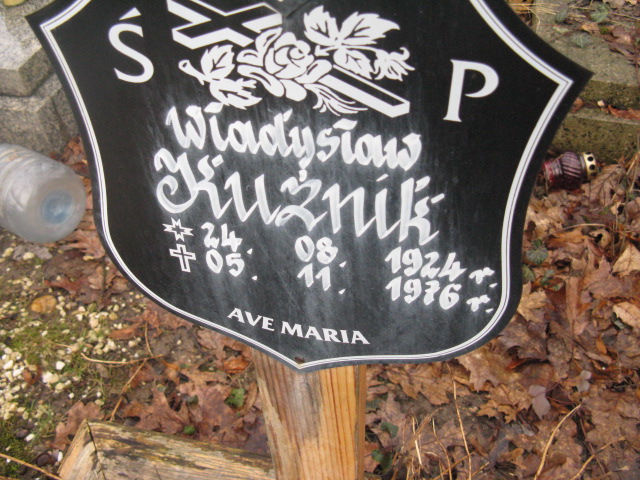 Ś P
Władysław
Kuźnik
24. 08 1924 r.
05. 11. 1976 r.
AVE MARIA